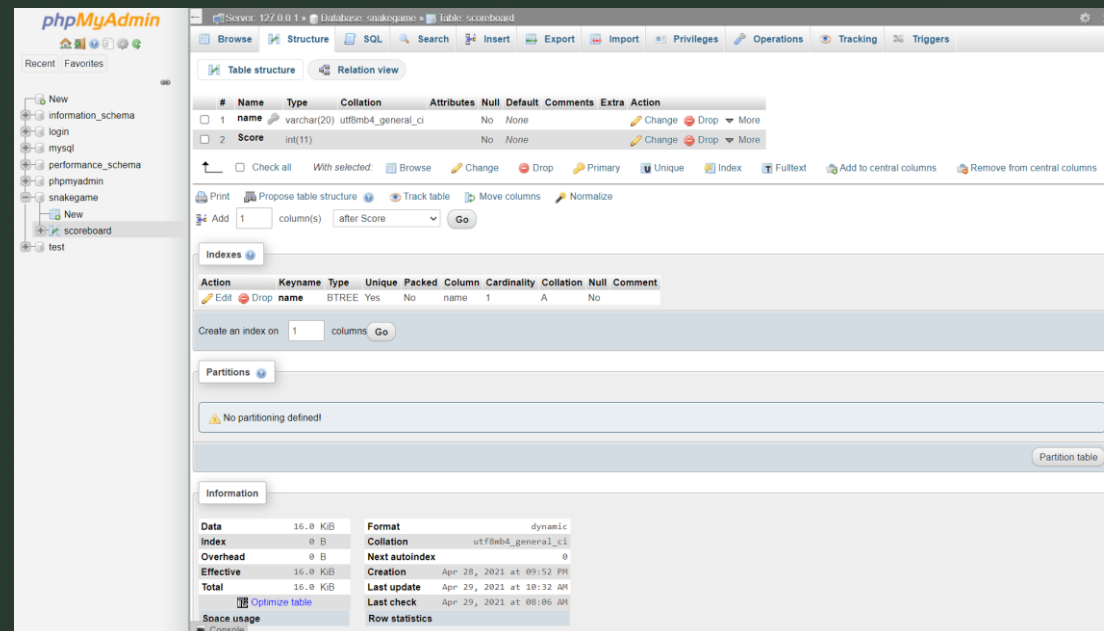 phpMyAdmin
Recent Favorites
New
information_schema
login
mysql
performance_schema
phpmyadmin
snakegame
New
scoreboard
test
Server: 127.0.0.1 » Database: snakegame » Table: scoreboard
Browse Structure SQL Search Insert Export Import Privileges Operations Tracking Triggers
Table structure Relation view
# Name Type Collation Attributes Null Default Comments Extra Action
1 name varchar(20) utf8mb4_general_ci No None Change Drop More
2 Score int(11) No None Change Drop More
Check all With selected: Browse Change Drop Primary Unique Index Fulltext Add to central columns Remove from central columns
Print Propose table structure Track table Move columns Normalize
Add 1 column(s) after Score Go
Indexes
Action Keyname Type Unique Packed Column Cardinality Collation Null Comment
Edit Drop name BTREE Yes No name 1 A No
Create an index on 1 columns Go
Partitions
No partitioning defined!
Partition table
Information
Data 16.0 KiB Format dynamic
Index 0 B Collation utf8mb4_general_ci
Overhead 0 B Next autoindex 0
Effective 16.0 KiB Creation Apr 28, 2021 at 09:52 PM
Total 16.0 KiB Last update Apr 29, 2021 at 10:32 AM
Optimize table Last check Apr 29, 2021 at 08:06 AM
Space usage Row statistics
Console